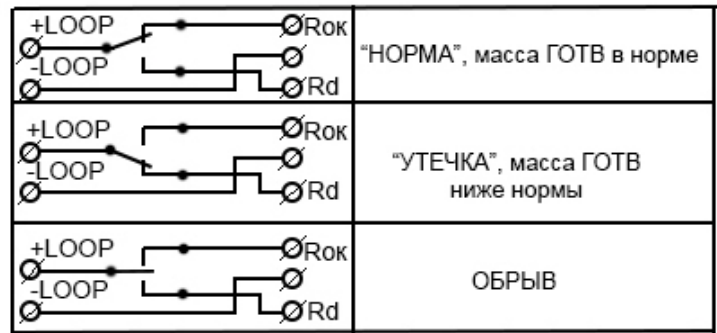 +LOOP
Rок
-LOOP
Rd
“НОРМА”, масса ГОТВ в норме
+LOOP
Rок
-LOOP
Rd
“УТЕЧКА”, масса ГОТВ
ниже нормы
+LOOP
Rок
-LOOP
Rd
ОБРЫВ